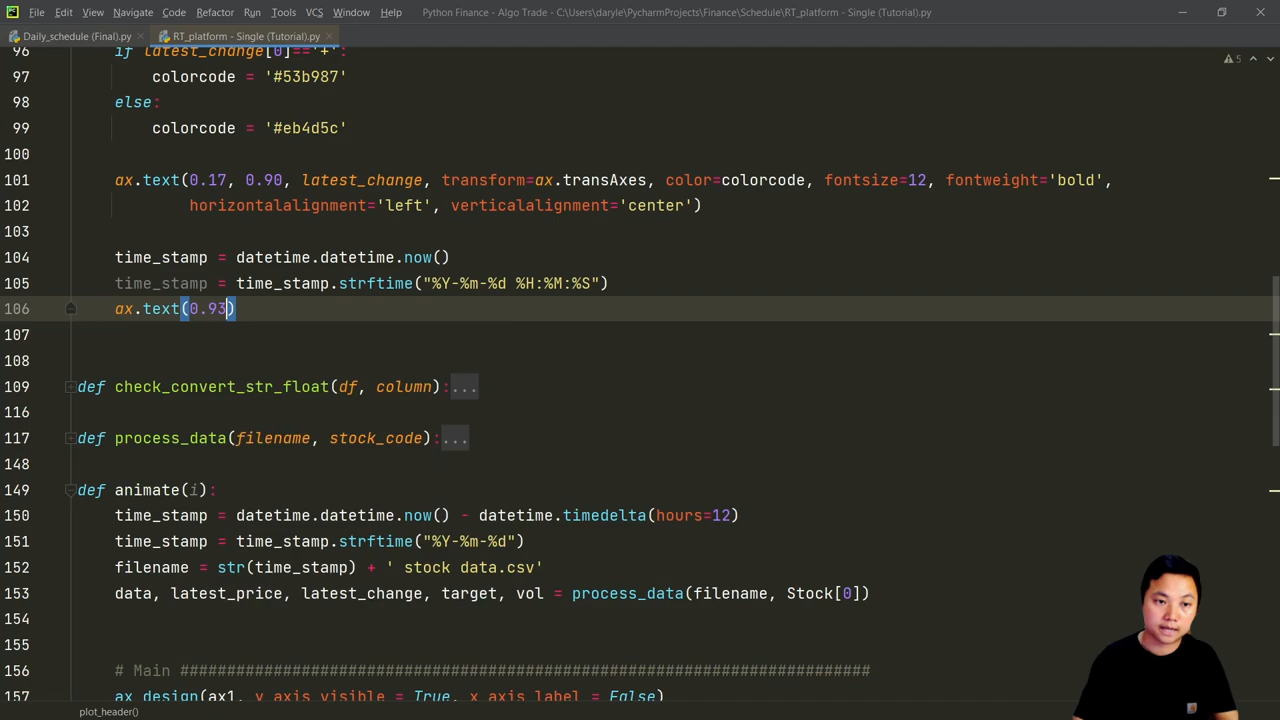 File Edit View Navigate Code Refactor Run Tools VCS Window Help Python Finance - Algo Trade - C:\Users\daryle\PycharmProjects\Finance\Schedule\RT_platform - Single (Tutorial).py
Daily_schedule (Final).py RT_platform - Single (Tutorial).py
96 if latest_change[0]=='+': 5
97 colorcode = '#53b987'
98 else:
99 colorcode = '#eb4d5c'
100
101 ax.text(0.17, 0.90, latest_change, transform=ax.transAxes, color=colorcode, fontsize=12, fontweight='bold',
102 horizontalalignment='left', verticalalignment='center')
103
104 time_stamp = datetime.datetime.now()
105 time_stamp = time_stamp.strftime("%Y-%m-%d %H:%M:%S")
106 ax.text(0.93)
107
108
109 def check_convert_str_float(df, column):...
116
117 def process_data(filename, stock_code):...
148
149 def animate(i):
150 time_stamp = datetime.datetime.now() - datetime.timedelta(hours=12)
151 time_stamp = time_stamp.strftime("%Y-%m-%d")
152 filename = str(time_stamp) + ' stock data.csv'
153 data, latest_price, latest_change, target, vol = process_data(filename, Stock[0])
154
155
156 # Main ##########################################################################
157 ax_design(ax1, y_axis_visible = True, x_axis_label = False)
plot_header()